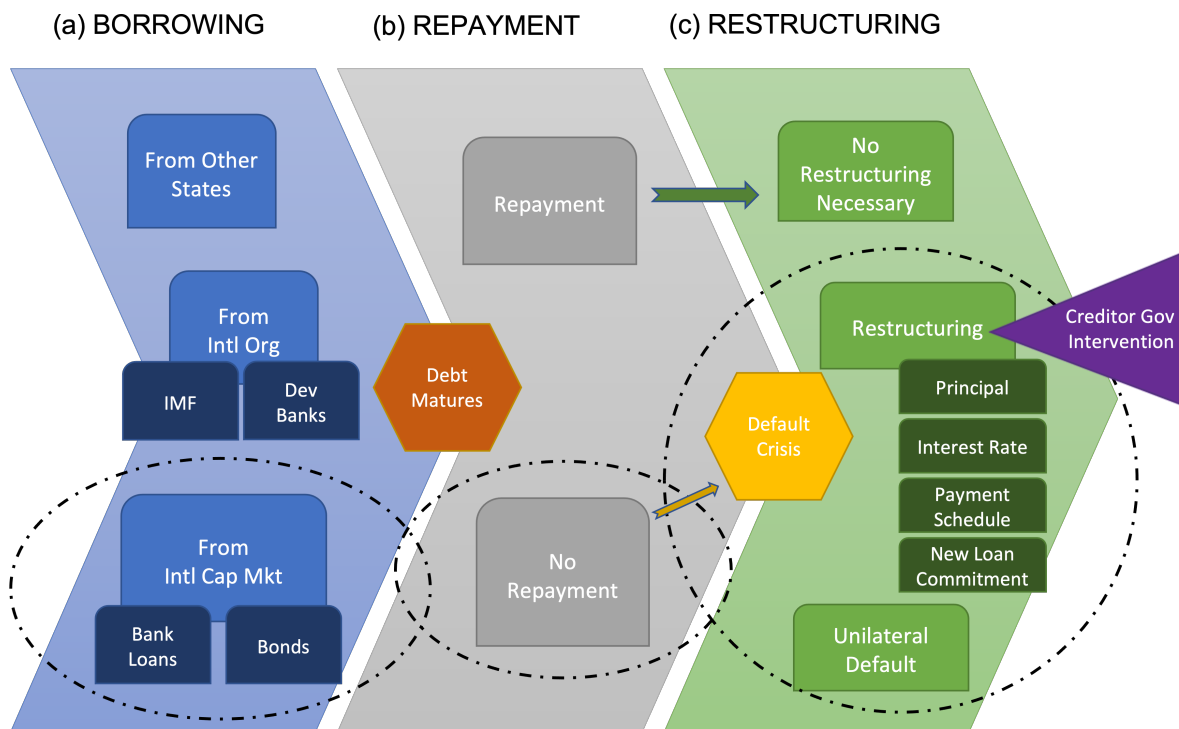 (a) BORROWING
(b) REPAYMENT
(c) RESTRUCTURING
From Other
States
From
Intl Org
IMF
Dev
Banks
From
Intl Cap Mkt
Bank
Loans
Bonds
Debt
Matures
Repayment
No
Repayment
Default
Crisis
No
Restructuring
Necessary
Restructuring
Creditor Gov
Intervention
Principal
Interest Rate
Payment
Schedule
New Loan
Commitment
Unilateral
Default